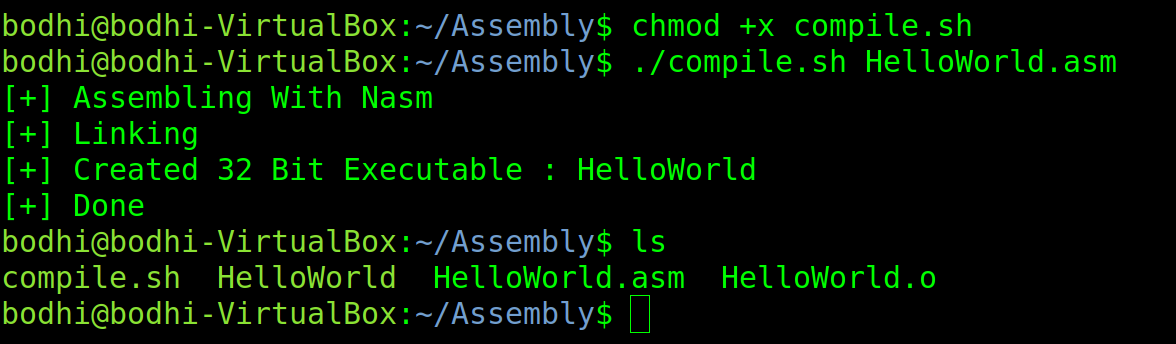 bodhi@bodhi-VirtualBox:~/Assembly$ chmod +x compile.sh
bodhi@bodhi-VirtualBox:~/Assembly$ ./compile.sh HelloWorld.asm
[+] Assembling With Nasm
[+] Linking
[+] Created 32 Bit Executable : HelloWorld
[+] Done
bodhi@bodhi-VirtualBox:~/Assembly$ ls
compile.sh  HelloWorld  HelloWorld.asm  HelloWorld.o
bodhi@bodhi-VirtualBox:~/Assembly$